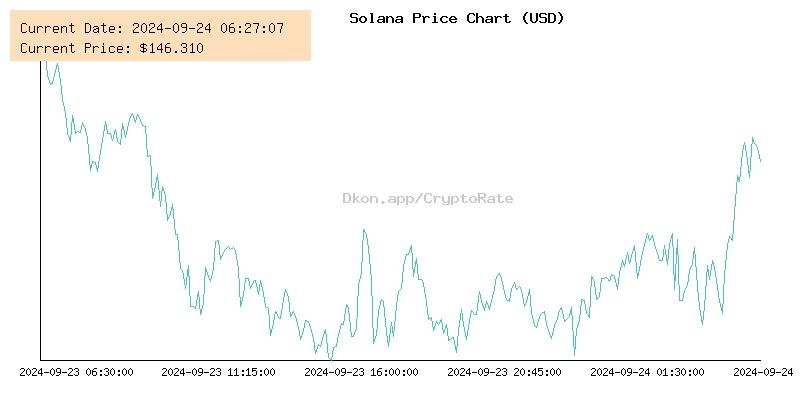 Solana Price Chart (USD)
Current Date: 2024-09-24 06:27:07
Current Price: $146.310
Dkon.app/CryptoRate
2024-09-23 06:30:00 2024-09-23 11:15:00 2024-09-23 16:00:00 2024-09-23 20:45:00 2024-09-24 01:30:00 2024-09-24